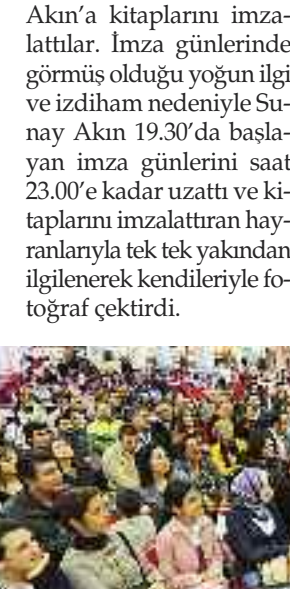 Akın'a kitaplarını imza-
lattılar. İmza günlerinde
görmüş olduğu yoğun ilgi
ve izdiham nedeniyle Su-
nay Akın 19.30'da başla-
yan imza günlerini saat
23.00'e kadar uzattı ve ki-
taplarını imzalattıran hay-
ranlarıyla tek tek yakından
ilgilenerek kendileriyle fo-
toğraf çektirdi.